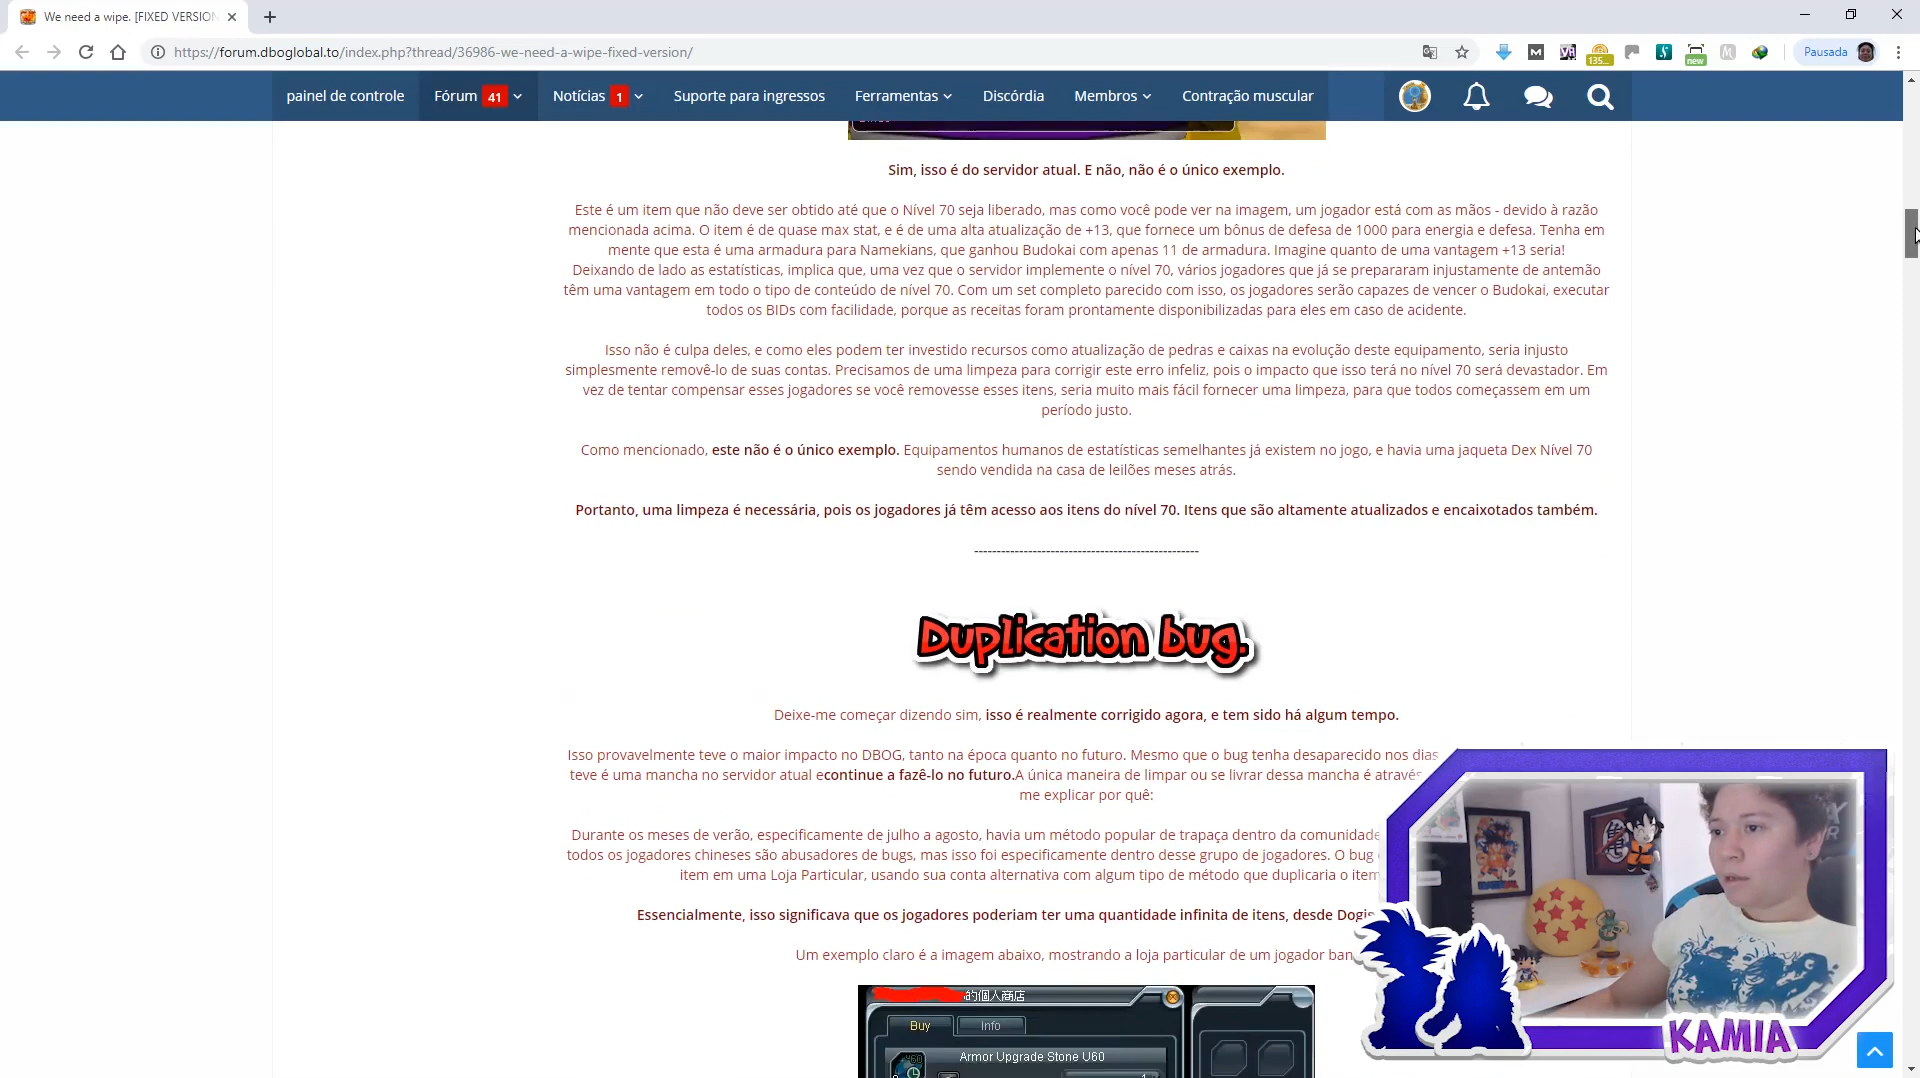 We need a wipe. [FIXED VERSION
https://forum.dboglobal.to/index.php?thread/36986-we-need-a-wipe-fixed-version/
135...
new
Pausada
painel de controle
Fórum 41
Notícias 1
Suporte para ingressos
Ferramentas
Discórdia
Membros
Contração muscular
Sim, isso é do servidor atual. E não, não é o único exemplo.
Este é um item que não deve ser obtido até que o Nível 70 seja liberado, mas como você pode ver na imagem, um jogador está com as mãos - devido à razão
mencionada acima. O item é de quase max stat, e é de uma alta atualização de +13, que fornece um bônus de defesa de 1000 para energia e defesa. Tenha em
mente que esta é uma armadura para Namekians, que ganhou Budokai com apenas 11 de armadura. Imagine quanto de uma vantagem +13 seria!
Deixando de lado as estatísticas, implica que, uma vez que o servidor implemente o nível 70, vários jogadores que já se prepararam injustamente de antemão
têm uma vantagem em todo o tipo de conteúdo de nível 70. Com um set completo parecido com isso, os jogadores serão capazes de vencer o Budokai, executar
todos os BIDs com facilidade, porque as receitas foram prontamente disponibilizadas para eles em caso de acidente.
Isso não é culpa deles, e como eles podem ter investido recursos como atualização de pedras e caixas na evolução deste equipamento, seria injusto
simplesmente removê-lo de suas contas. Precisamos de uma limpeza para corrigir este erro infeliz, pois o impacto que isso terá no nível 70 será devastador. Em
vez de tentar compensar esses jogadores se você removesse esses itens, seria muito mais fácil fornecer uma limpeza, para que todos começassem em um
período justo.
Como mencionado, este não é o único exemplo. Equipamentos humanos de estatísticas semelhantes já existem no jogo, e havia uma jaqueta Dex Nível 70
sendo vendida na casa de leilões meses atrás.
Portanto, uma limpeza é necessária, pois os jogadores já têm acesso aos itens do nível 70. Itens que são altamente atualizados e encaixotados também.
--------------------------------------------------
Duplication bug.
Deixe-me começar dizendo sim, isso é realmente corrigido agora, e tem sido há algum tempo.
Isso provavelmente teve o maior impacto no DBOG, tanto na época quanto no futuro. Mesmo que o bug tenha desaparecido nos dias
teve é uma mancha no servidor atual econtinue a fazê-lo no futuro.A única maneira de limpar ou se livrar dessa mancha é através
me explicar por quê:
Durante os meses de verão, especificamente de julho a agosto, havia um método popular de trapaça dentro da comunidade
todos os jogadores chineses são abusadores de bugs, mas isso foi especificamente dentro desse grupo de jogadores. O bug
item em uma Loja Particular, usando sua conta alternativa com algum tipo de método que duplicaria o item
Essencialmente, isso significava que os jogadores poderiam ter uma quantidade infinita de itens, desde Dogis
Um exemplo claro é a imagem abaixo, mostrando a loja particular de um jogador ban
的個人商店
Buy
Info
Armor Upgrade Stone U60
KAMIA